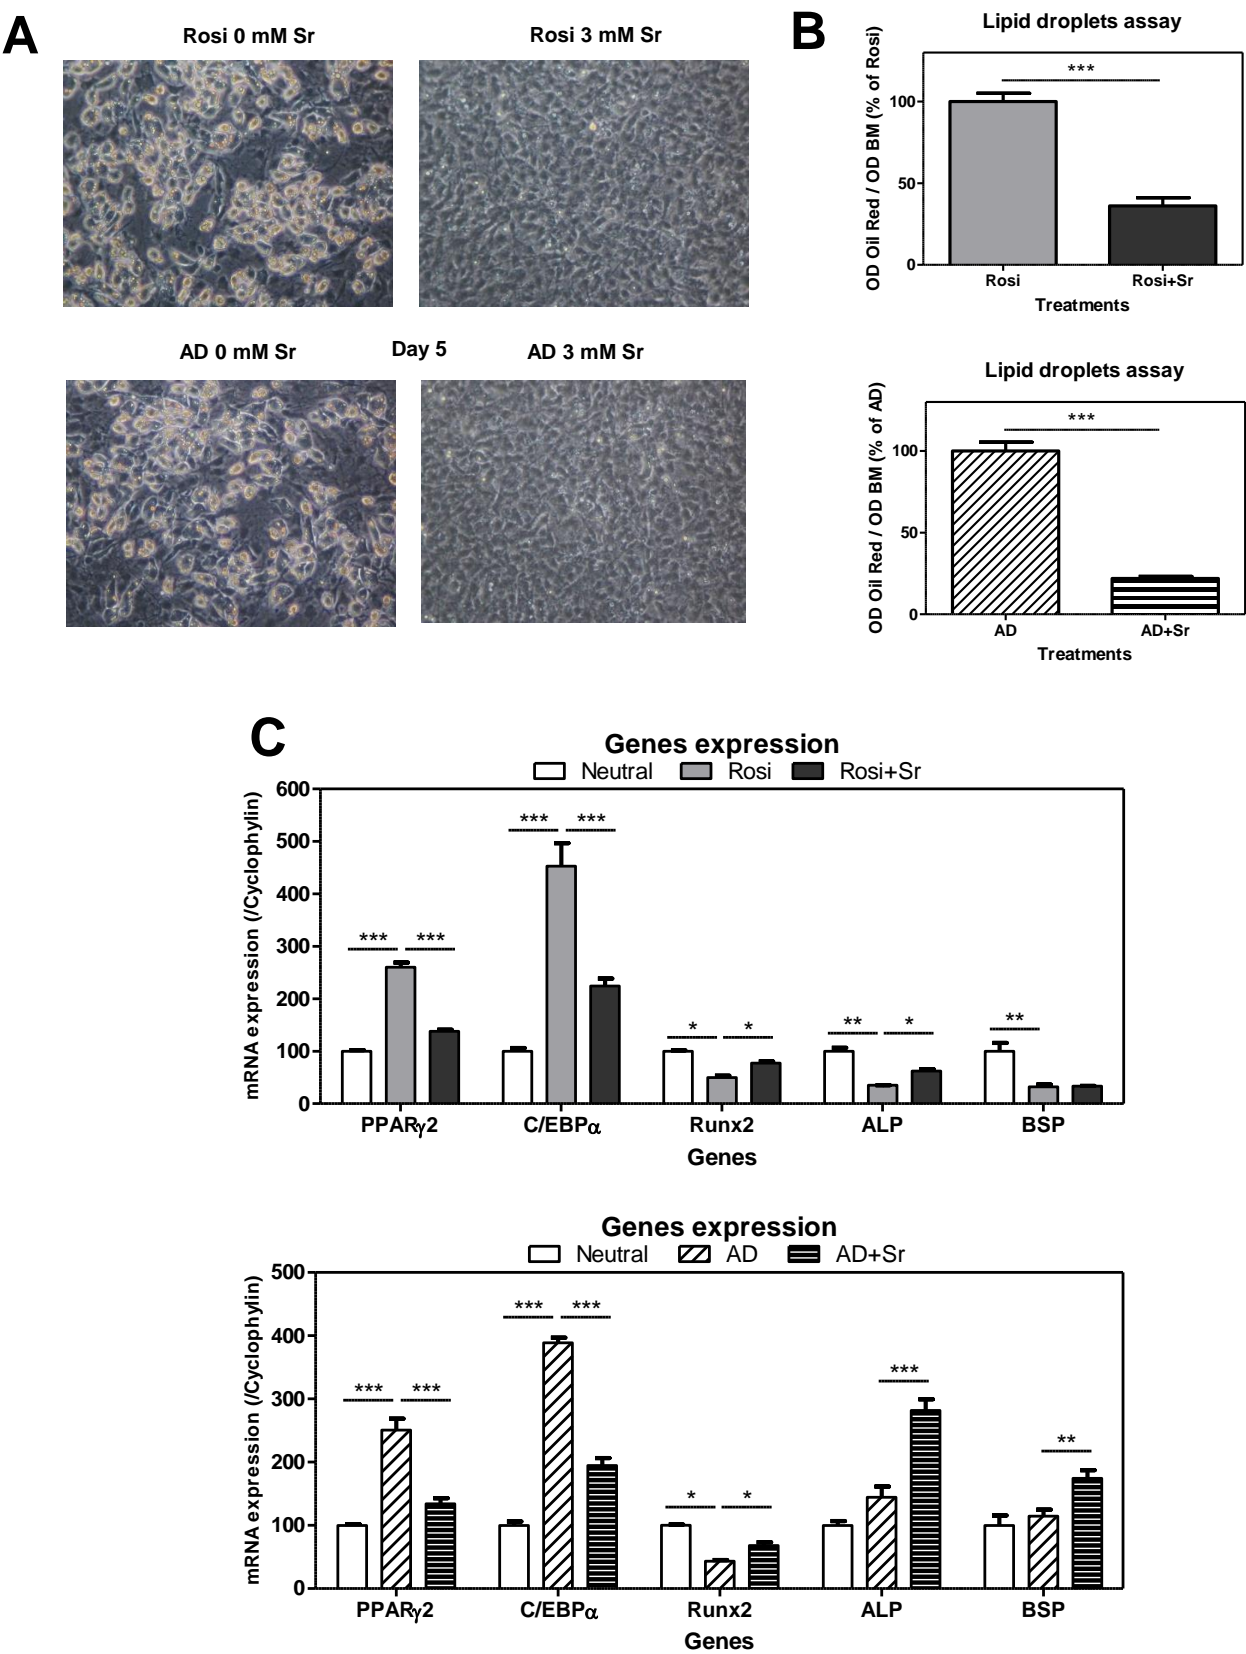 A
Rosi 0 mM Sr
Rosi 3 mM Sr
AD 0 mM Sr
Day 5
AD 3 mM Sr
B
Lipid droplets assay
OD Oil Red / OD BM (% of Rosi)
***
100
50
0
Rosi
Rosi+Sr
Treatments
Lipid droplets assay
OD Oil Red / OD BM (% of AD)
***
100
50
0
AD
AD+Sr
Treatments
C
Genes expression
Neutral Rosi Rosi+Sr
mRNA expression (/Cyclophylin)
600
500
400
300
200
100
0
*** ***
*** ***
* *
** *
**
PPARγ2 C/EBPα Runx2 ALP BSP
Genes
Genes expression
Neutral AD AD+Sr
mRNA expression (/Cyclophylin)
500
400
300
200
100
0
*** ***
*** ***
* *
***
**
PPARγ2 C/EBPα Runx2 ALP BSP
Genes